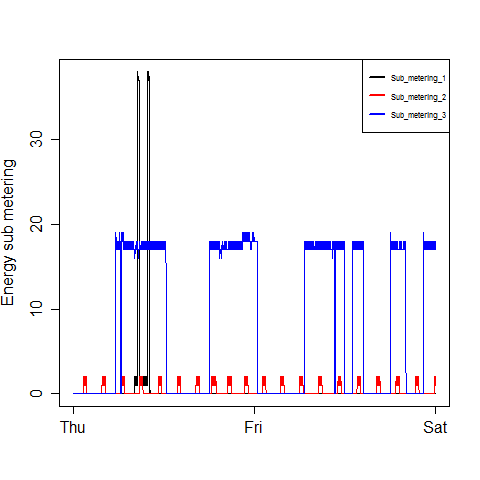 Sub_metering_1
Sub_metering_2
Sub_metering_3
Energy sub metering
30
20
10
0
Thu
Fri
Sat